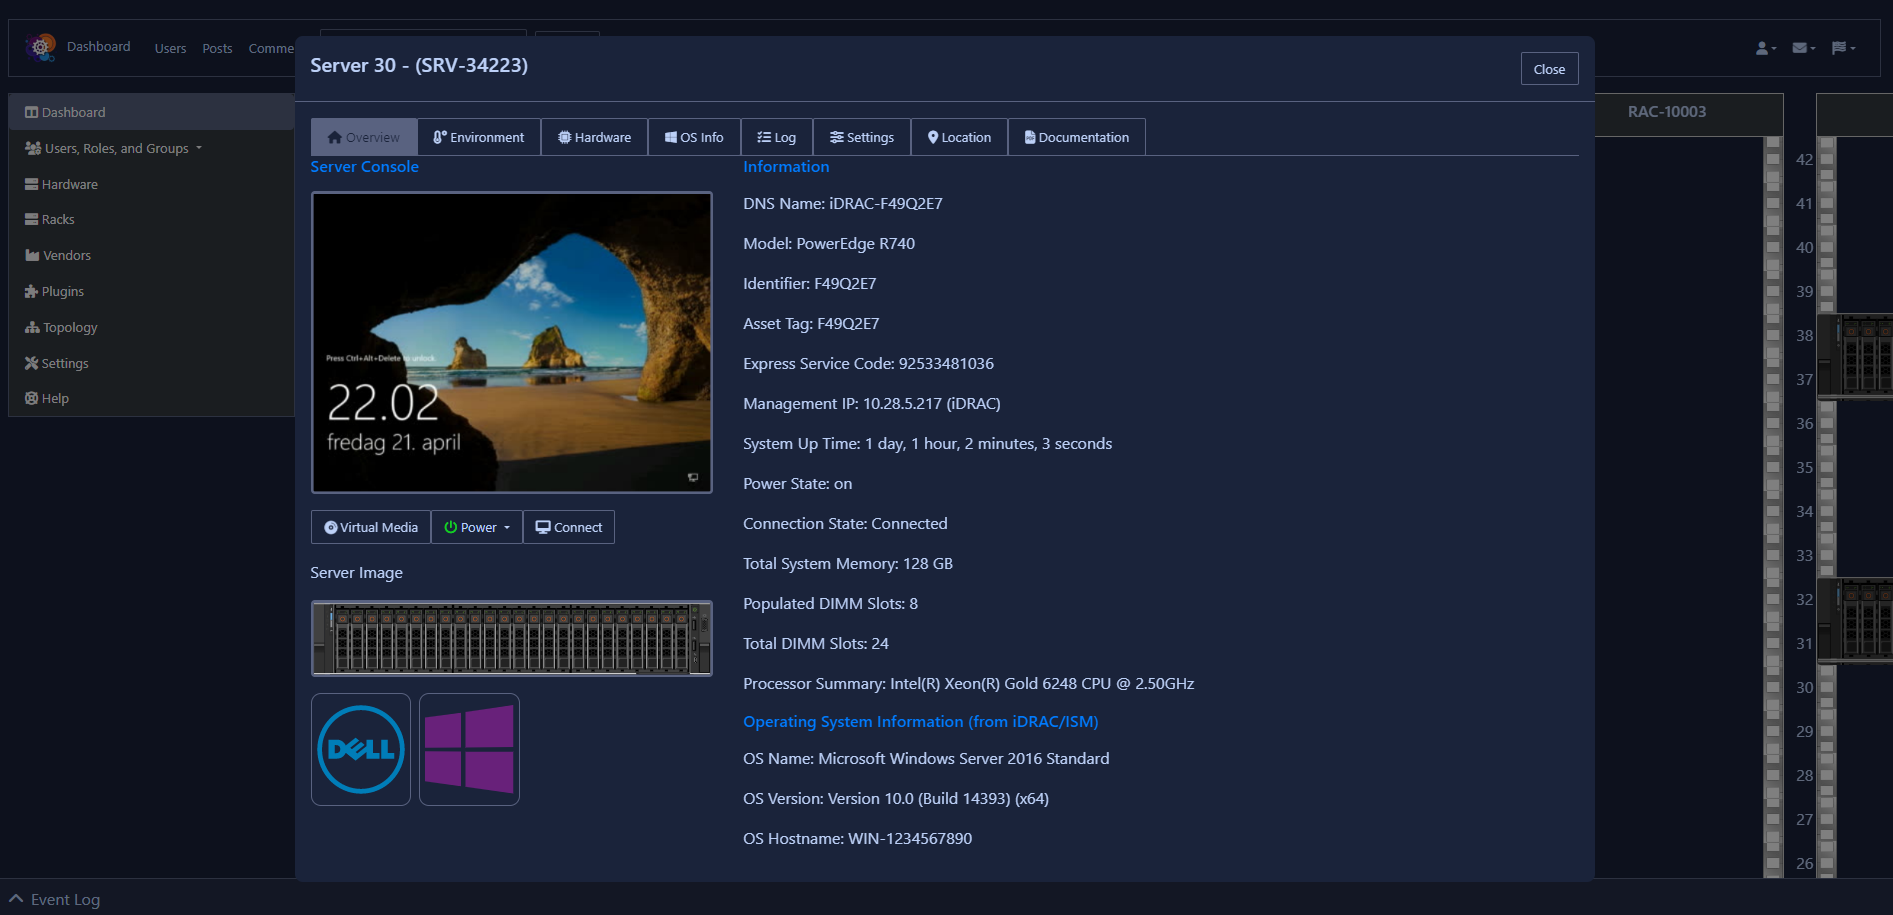 Dashboard Users Posts Comme
Server 30 - (SRV-34223)
Close
Dashboard
Users, Roles, and Groups
Hardware
Racks
Vendors
Plugins
Topology
Settings
Help
Overview Environment Hardware OS Info Log Settings Location Documentation
Server Console
Press Ctrl+Alt+Delete to unlock.
22.02
fredag 21. april
Virtual Media Power Connect
Server Image
DELL
Information
DNS Name: iDRAC-F49Q2E7
Model: PowerEdge R740
Identifier: F49Q2E7
Asset Tag: F49Q2E7
Express Service Code: 92533481036
Management IP: 10.28.5.217 (iDRAC)
System Up Time: 1 day, 1 hour, 2 minutes, 3 seconds
Power State: on
Connection State: Connected
Total System Memory: 128 GB
Populated DIMM Slots: 8
Total DIMM Slots: 24
Processor Summary: Intel(R) Xeon(R) Gold 6248 CPU @ 2.50GHz
Operating System Information (from iDRAC/ISM)
OS Name: Microsoft Windows Server 2016 Standard
OS Version: Version 10.0 (Build 14393) (x64)
OS Hostname: WIN-1234567890
RAC-10003
42
41
40
39
38
37
36
35
34
33
32
31
30
29
28
27
26
Event Log